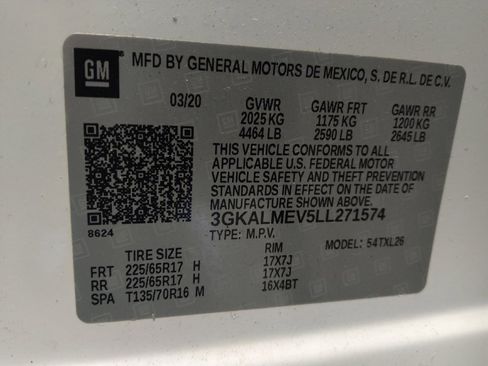 GM
MFD BY GENERAL MOTORS DE MEXICO, S. DE R.L. DE C.V.
03/20 GVWR GAWR FRT GAWR RR
2025 KG 1175 KG 1200 KG
4464 LB 2590 LB 2645 LB
THIS VEHICLE CONFORMS TO ALL
APPLICABLE U.S. FEDERAL MOTOR
VEHICLE SAFETY AND THEFT PREVENTION
STANDARDS IN EFFECT ON THE DATE OF
MANUFACTURE SHOWN ABOVE.
3GKALMEV5LL271574
8624
TYPE: M.P.V. MODEL: 54TXL26
TIRE SIZE RIM
FRT 225/65R17 H 17X7J
RR 225/65R17 H 17X7J
SPA T135/70R16 M 16X4BT